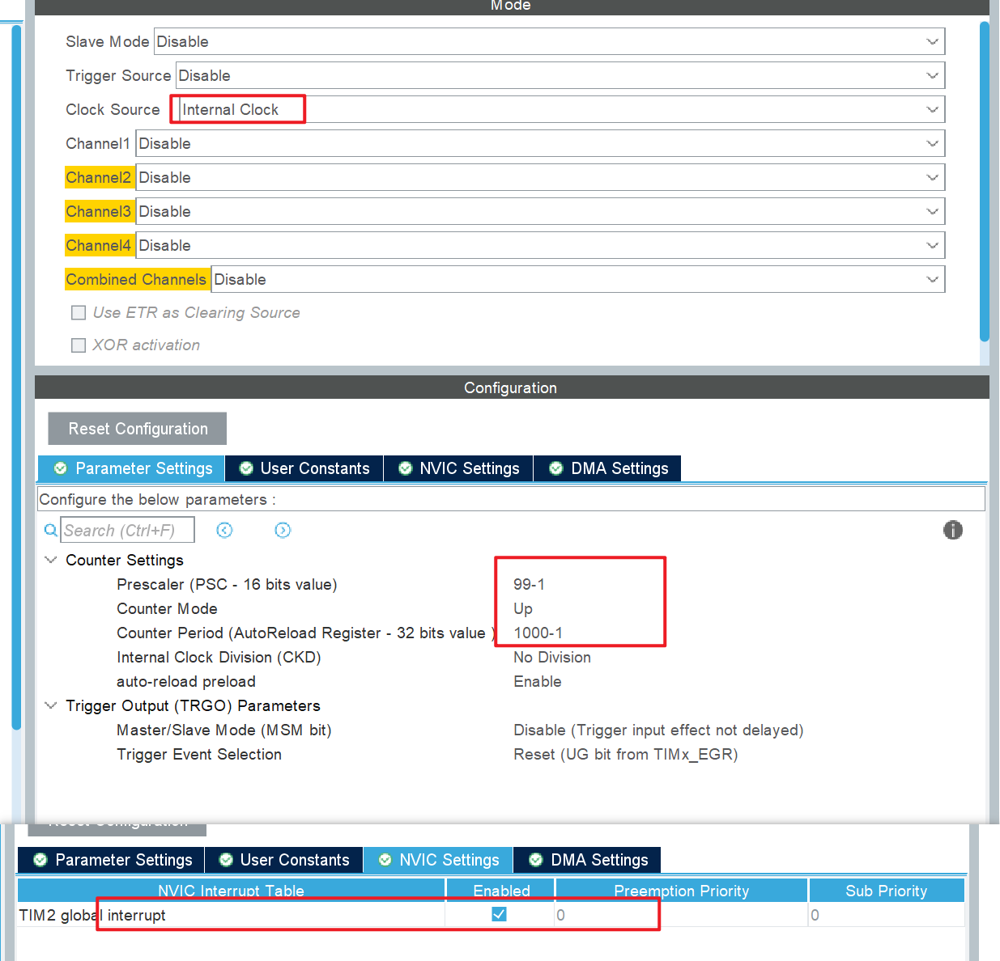 Mode
Slave Mode Disable
Trigger Source Disable
Clock Source Internal Clock
Channel1 Disable
Channel2 Disable
Channel3 Disable
Channel4 Disable
Combined Channels Disable
Use ETR as Clearing Source
XOR activation
Configuration
Reset Configuration
Parameter Settings User Constants NVIC Settings DMA Settings
Configure the below parameters :
Search (Ctrl+F)
Counter Settings
Prescaler (PSC - 16 bits value) 99-1
Counter Mode Up
Counter Period (AutoReload Register - 32 bits value ) 1000-1
Internal Clock Division (CKD) No Division
auto-reload preload Enable
Trigger Output (TRGO) Parameters
Master/Slave Mode (MSM bit) Disable (Trigger input effect not delayed)
Trigger Event Selection Reset (UG bit from TIMx_EGR)
Reset Configuration
Parameter Settings User Constants NVIC Settings DMA Settings
NVIC Interrupt Table Enabled Preemption Priority Sub Priority
TIM2 global interrupt 0 0